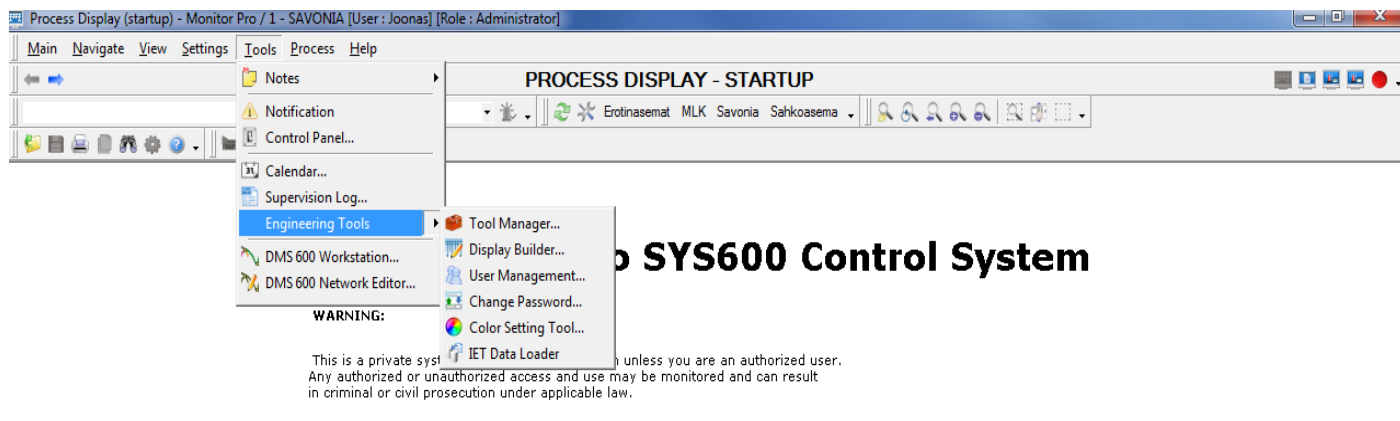 Process Display (startup) - Monitor Pro / 1 - SAVONIA [User : Joonas] [Role : Administrator]
Main Navigate View Settings Tools Process Help
PROCESS DISPLAY - STARTUP
Erotinasemat MLK Savonia Sahkoasema
Notes
Notification
Control Panel...
Calendar...
Supervision Log...
Engineering Tools
DMS 600 Workstation...
DMS 600 Network Editor...
Tool Manager...
Display Builder...
User Management...
Change Password...
Color Setting Tool...
IET Data Loader
o SYS600 Control System
WARNING:
This is a private syst unless you are an authorized user.
Any authorized or unauthorized access and use may be monitored and can result
in criminal or civil prosecution under applicable law.